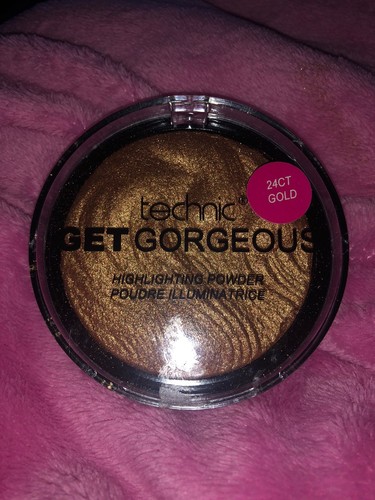 technic®
24CT
GOLD
GET GORGEOUS
HIGHLIGHTING POWDER
POUDRE ILLUMINATRICE